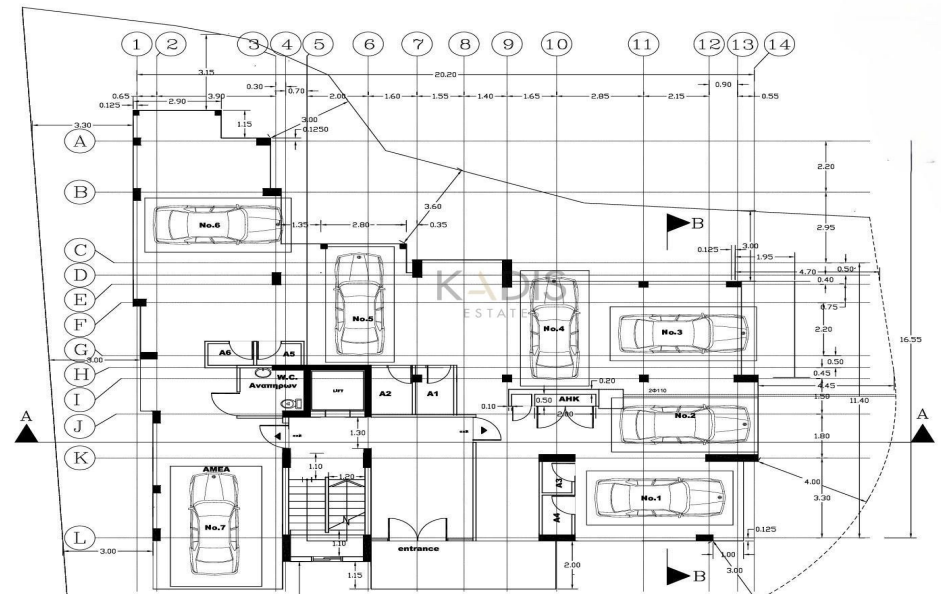 1 2 3 4 5 6 7 8 9 10 11 12 13 14
3.15
20.20
0.65 3.90 0.30 0.70 2.00 1.60 1.55 1.40 1.65 2.85 2.15 0.90 0.55
0.125 2.90
3.30
1.15
3.00
0.1250
A
B
C
D
E
F
G
H
I
J
K
L
2.20
2.95
3.60
1.35 2.80 0.35
B
0.125 3.00
1.95
4.70
0.50
0.40
0.75
2.20
0.50
0.45
4.45
1.50
11.40
1.80
16.55
No.6
No.5
No.4
No.3
KADIS
ESTATE
3.00
A6 A5
W.C.
Αναπηρων
LIFT
A2 A1
0.20
0.50 AHK
0.10 2.00
2Φ110
No.2
A
A
1.30
1.10
1.20
AMEA
No.7
A3
A4
No.1
4.00
3.30
0.125
1.10
entrance
3.00
1.15
2.00
1.00
3.00
B